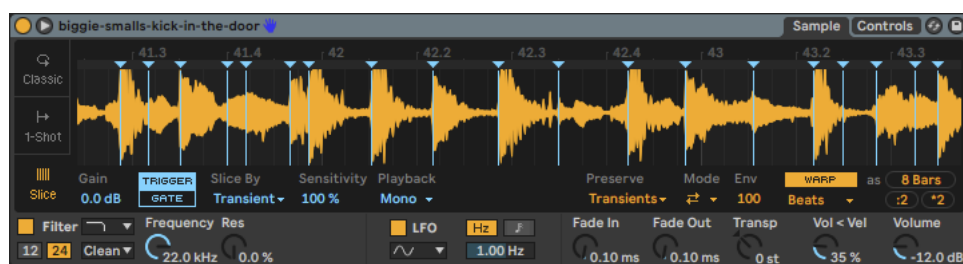 biggie-smalls-kick-in-the-door Sample Controls
41.3 41.4 42 42.2 42.3 42.4 43 43.2 43.3
Classic
1-Shot
Slice
Gain TRIGGER Slice By Sensitivity Playback Preserve Mode Env WARP as 8 Bars
0.0 dB GATE Transient 100 % Mono Transients 100 Beats :2 *2
Filter Frequency Res LFO Hz Fade In Fade Out Transp Vol < Vel Volume
12 24 Clean 22.0 kHz 0.0 % 1.00 Hz 0.10 ms 0.10 ms 0 st 35 % -12.0 dB